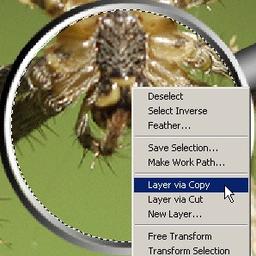 Deselect
Select Inverse
Feather...
Save Selection...
Make Work Path...
Layer via Copy
Layer via Cut
New Layer...
Free Transform
Transform Selection